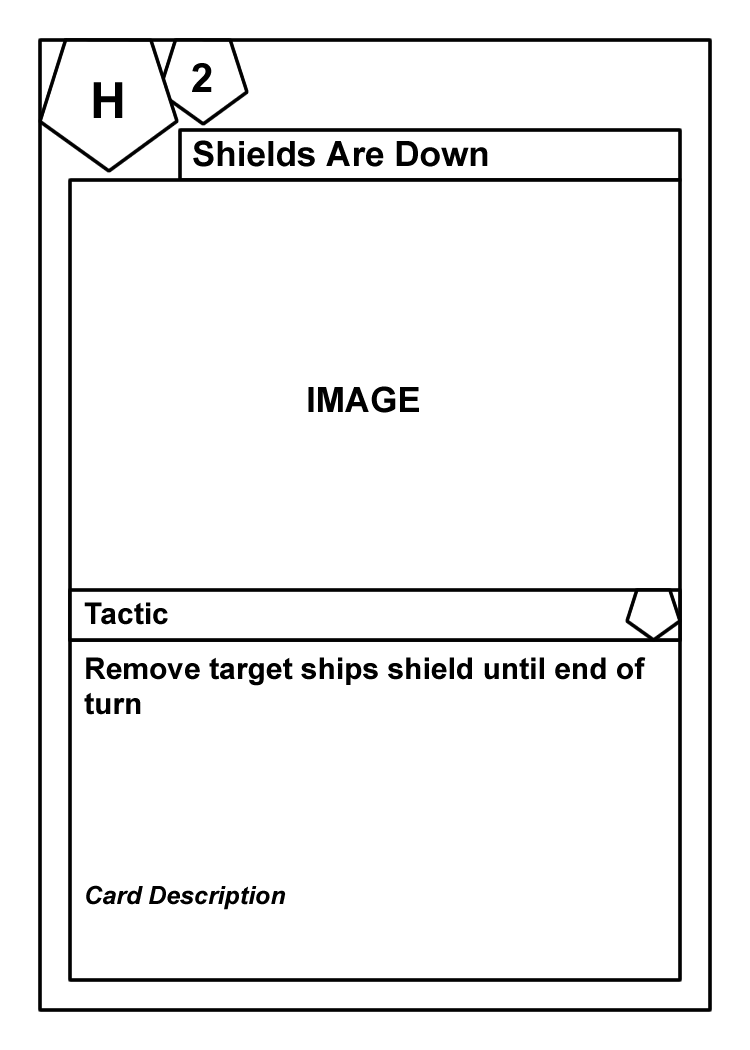 H
2
Shields Are Down
IMAGE
Tactic
Remove target ships shield until end of
turn
Card Description